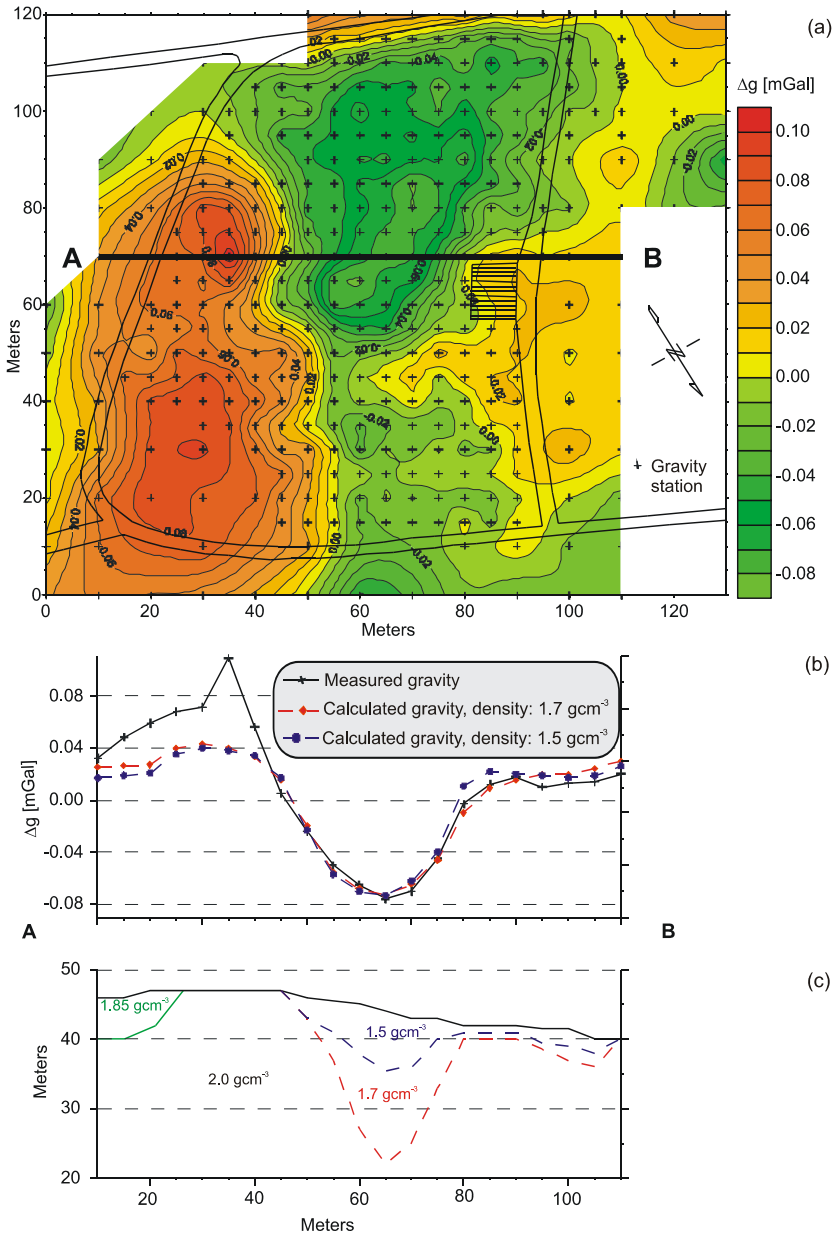 (a)
120
100
80
60
40
20
0
Meters
0
20
40
60
80
100
120
Meters
A
B
Gravity
station
Δg [mGal]
0.10
0.08
0.06
0.04
0.02
0.00
-0.02
-0.04
-0.06
-0.08
(b)
Measured gravity
Calculated gravity, density: 1.7 gcm⁻³
Calculated gravity, density: 1.5 gcm⁻³
0.08
0.04
0.00
-0.04
-0.08
Δg [mGal]
A
B
(c)
50
40
30
20
Meters
1.85 gcm⁻³
2.0 gcm⁻³
1.5 gcm⁻³
1.7 gcm⁻³
20
40
60
80
100
Meters